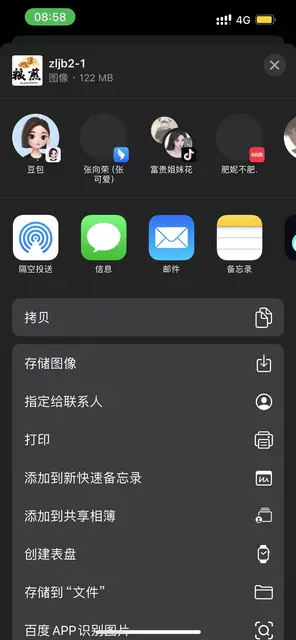 08:58
4G
zljb2-1
图像 · 122 MB
豆包
张向荣 (张
可爱)
富贵姐妹花
小红书
肥妮不肥.
隔空投送
信息
邮件
备忘录
拷贝
存储图像
指定给联系人
打印
添加到新快速备忘录
添加到共享相簿
创建表盘
存储到“文件”
百度 APP 识别图片